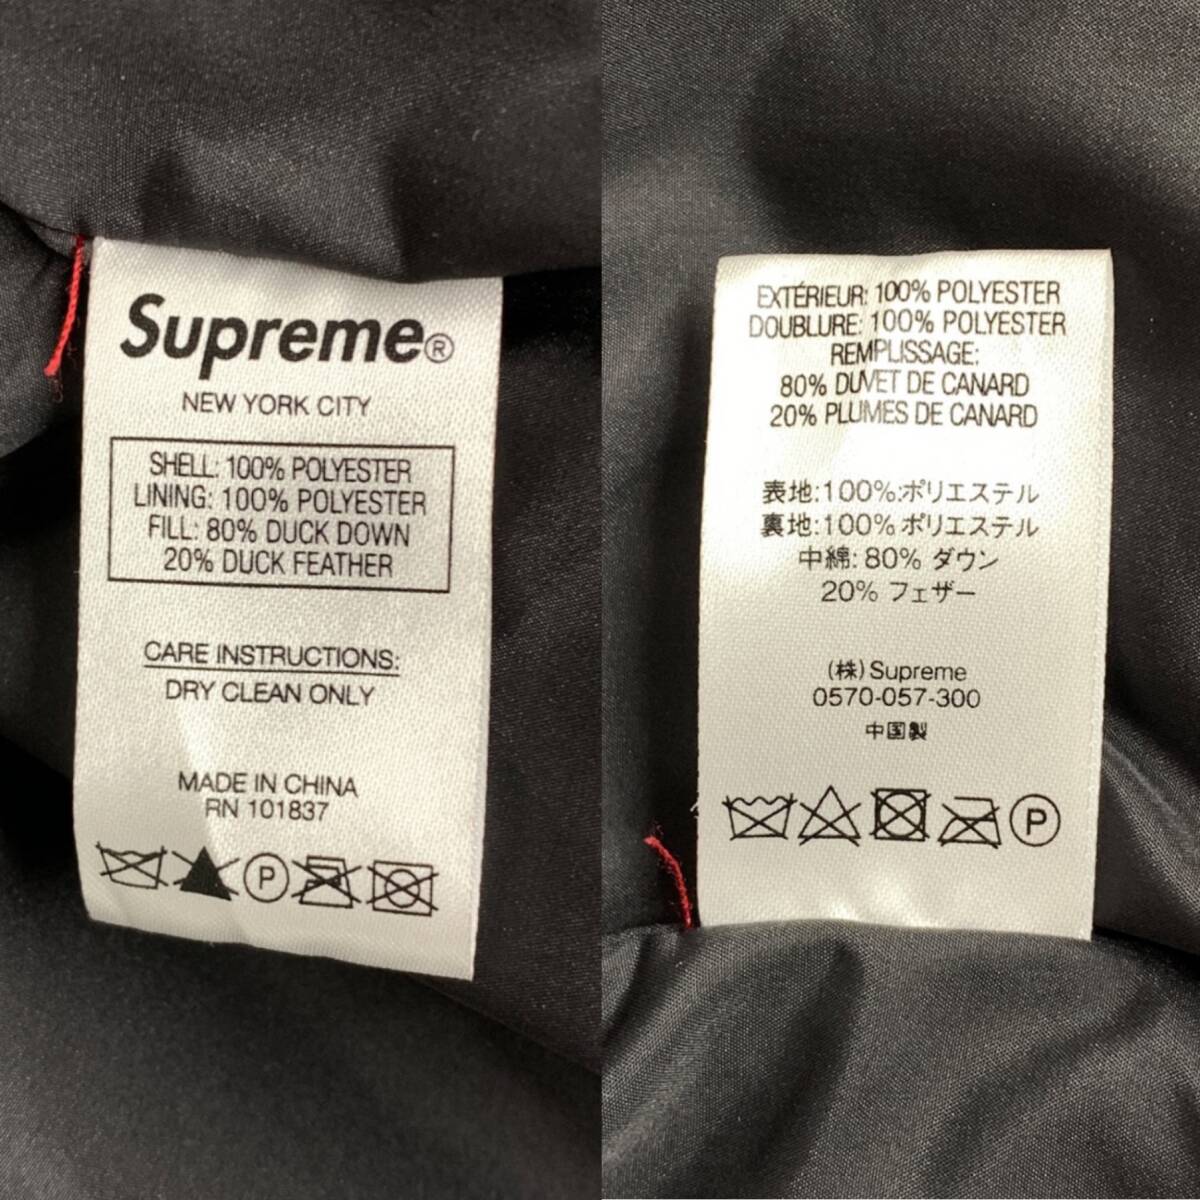 Supreme®
NEW YORK CITY
SHELL: 100% POLYESTER
LINING: 100% POLYESTER
FILL: 80% DUCK DOWN
20% DUCK FEATHER
CARE INSTRUCTIONS:
DRY CLEAN ONLY
MADE IN CHINA
RN 101837
P
EXTÉRIEUR: 100% POLYESTER
DOUBLURE: 100% POLYESTER
REMPLISSAGE:
80% DUVET DE CANARD
20% PLUMES DE CANARD
表地:100%:ポリエステル
裏地:100%ポリエステル
中綿: 80% ダウン
20% フェザー
(株) Supreme
0570-057-300
中国製
P